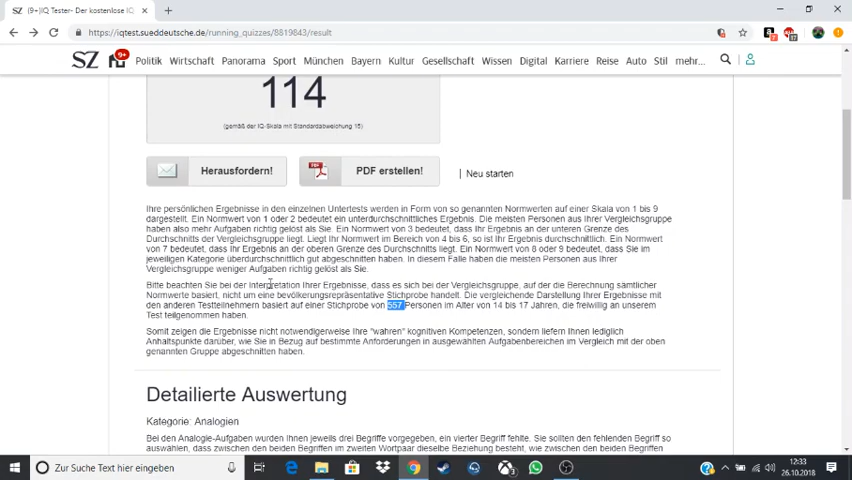 (9+)IQ Tester- Der kostenlose (IQ
https://iqtest.sueddeutsche.de/running_quizzes/8819843/result
SZ 9+ Politik Wirtschaft Panorama Sport München Bayern Kultur Gesellschaft Wissen Digital Karriere Reise Auto Stil mehr...
114
(gemäß der IQ-Skala mit Standardabweichung 15)
Herausfordern! PDF PDF erstellen! | Neu starten
Ihre persönlichen Ergebnisse in den einzelnen Untertests werden in Form von so genannten Normwerten auf einer Skala von 1 bis 9
dargestellt. Ein Normwert von 1 oder 2 bedeutet ein unterdurchschnittliches Ergebnis. Die meisten Personen aus Ihrer Vergleichsgruppe
haben also mehr Aufgaben richtig gelöst als Sie. Ein Normwert von 3 bedeutet, dass Ihr Ergebnis an der unteren Grenze des
Durchschnitts der Vergleichsgruppe liegt. Liegt Ihr Normwert im Bereich von 4 bis 6, so ist Ihr Ergebnis durchschnittlich. Ein Normwert
von 7 bedeutet, dass Ihr Ergebnis an der oberen Grenze des Durchschnitts liegt. Ein Normwert von 8 oder 9 bedeutet, dass Sie im
jeweiligen Kategorie überdurchschnittlich gut abgeschnitten haben. In diesem Falle haben die meisten Personen aus Ihrer
Vergleichsgruppe weniger Aufgaben richtig gelöst als Sie.
Bitte beachten Sie bei der Interpretation Ihrer Ergebnisse, dass es sich bei der Vergleichsgruppe, auf der die Berechnung sämtlicher
Normwerte basiert, nicht um eine bevölkerungsrepräsentative Stichprobe handelt. Die vergleichende Darstellung Ihrer Ergebnisse mit
den anderen Testteilnehmern basiert auf einer Stichprobe von 557 Personen im Alter von 14 bis 17 Jahren, die freiwillig an unserem
Test teilgenommen haben.
Somit zeigen die Ergebnisse nicht notwendigerweise Ihre "wahren" kognitiven Kompetenzen, sondern liefern Ihnen lediglich
Anhaltspunkte darüber, wie Sie in Bezug auf bestimmte Anforderungen in ausgewählten Aufgabenbereichen im Vergleich mit der oben
genannten Gruppe abgeschnitten haben.
Detailierte Auswertung
Kategorie: Analogien
Bei den Analogie-Aufgaben wurden Ihnen jeweils drei Begriffe vorgegeben, ein vierter Begriff fehlte. Sie sollten den fehlenden Begriff so
auswählen, dass zwischen den beiden Begriffen im zweiten Wortpaar dieselbe Beziehung besteht, wie zwischen den beiden Begriffen
Zur Suche Text hier eingeben
12:33
26.10.2018